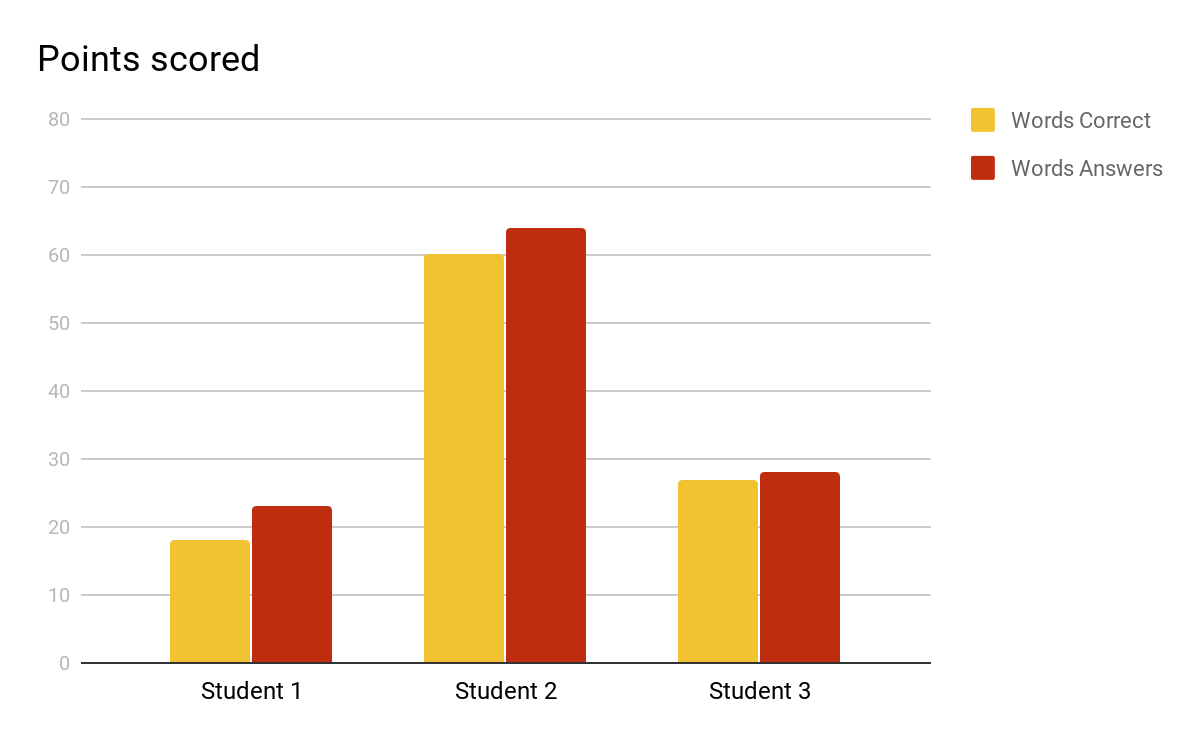 Points scored
80
70
60
50
40
30
20
10
0
Student 1
Student 2
Student 3
Words Correct
Words Answers